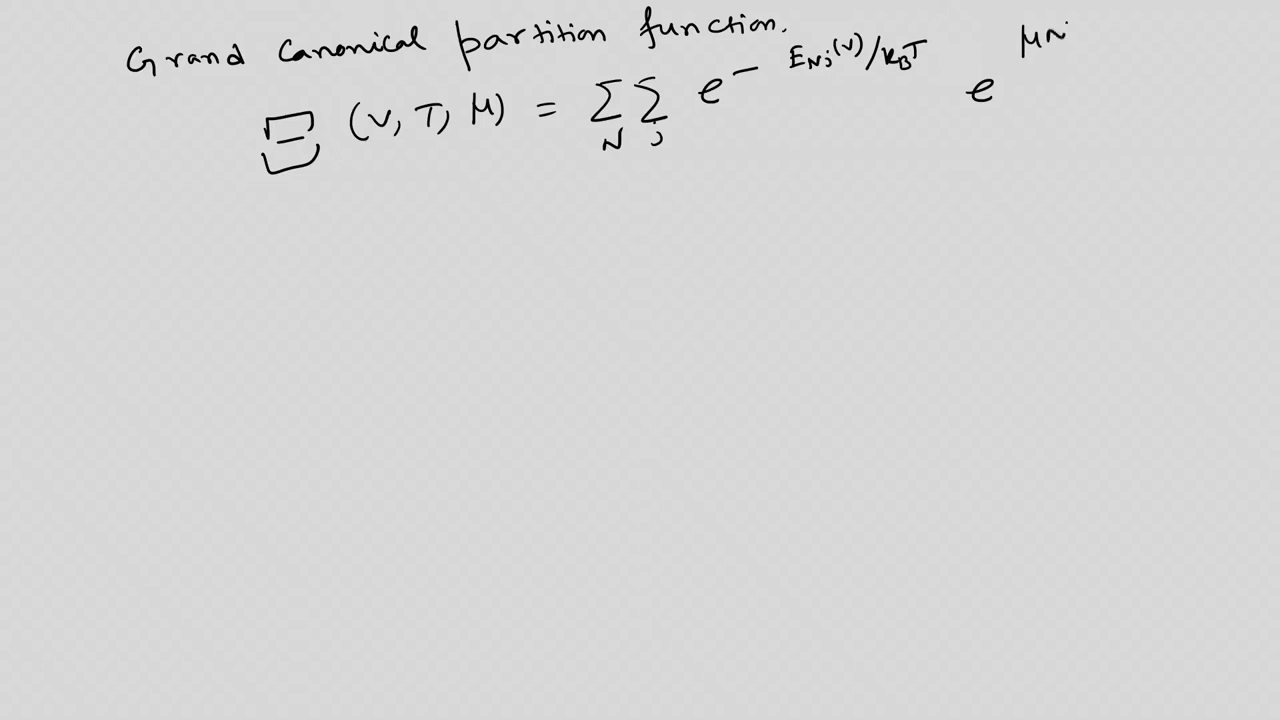 Grand canonical partition function.
Ξ (V, T, μ) = Σ_N Σ_j e^{- E_{Nj}(V)/k_BT} e^{μN}